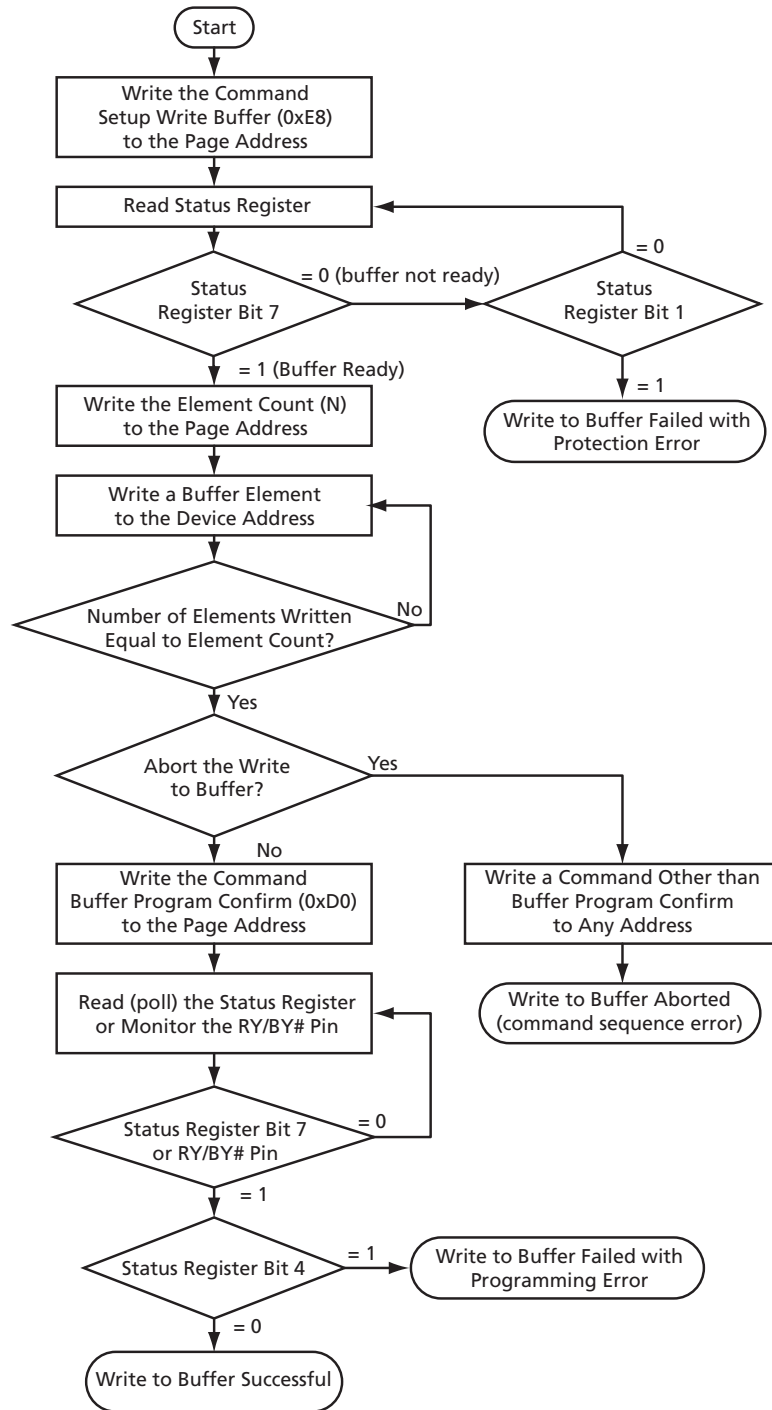 Start
Write the Command
Setup Write Buffer (0xE8)
to the Page Address
Read Status Register
= 0
= 0 (buffer not ready)
Status
Register Bit 7
Status
Register Bit 1
= 1 (Buffer Ready)
= 1
Write the Element Count (N)
to the Page Address
Write to Buffer Failed with
Protection Error
Write a Buffer Element
to the Device Address
Number of Elements Written
Equal to Element Count?
No
Yes
Abort the Write
to Buffer?
Yes
No
Write the Command
Buffer Program Confirm (0xD0)
to the Page Address
Write a Command Other than
Buffer Program Confirm
to Any Address
Read (poll) the Status Register
or Monitor the RY/BY# Pin
Write to Buffer Aborted
(command sequence error)
Status Register Bit 7
or RY/BY# Pin
= 0
= 1
Status Register Bit 4
= 1
Write to Buffer Failed with
Programming Error
= 0
Write to Buffer Successful